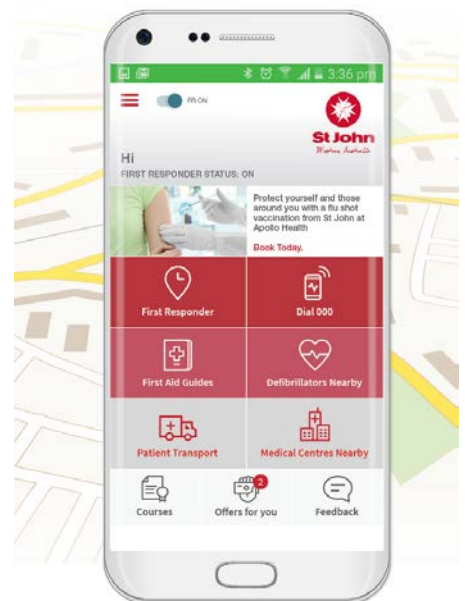 3:36 pm
FR ON
St John
Western Australia
Hi
FIRST RESPONDER STATUS: ON
Protect yourself and those
around you with a flu shot
vaccination from St John at
Apollo Health
Book Today.
First Responder
Dial 000
First Aid Guides
Defibrillators Nearby
Patient Transport
Medical Centres Nearby
2
Courses
Offers for you
Feedback